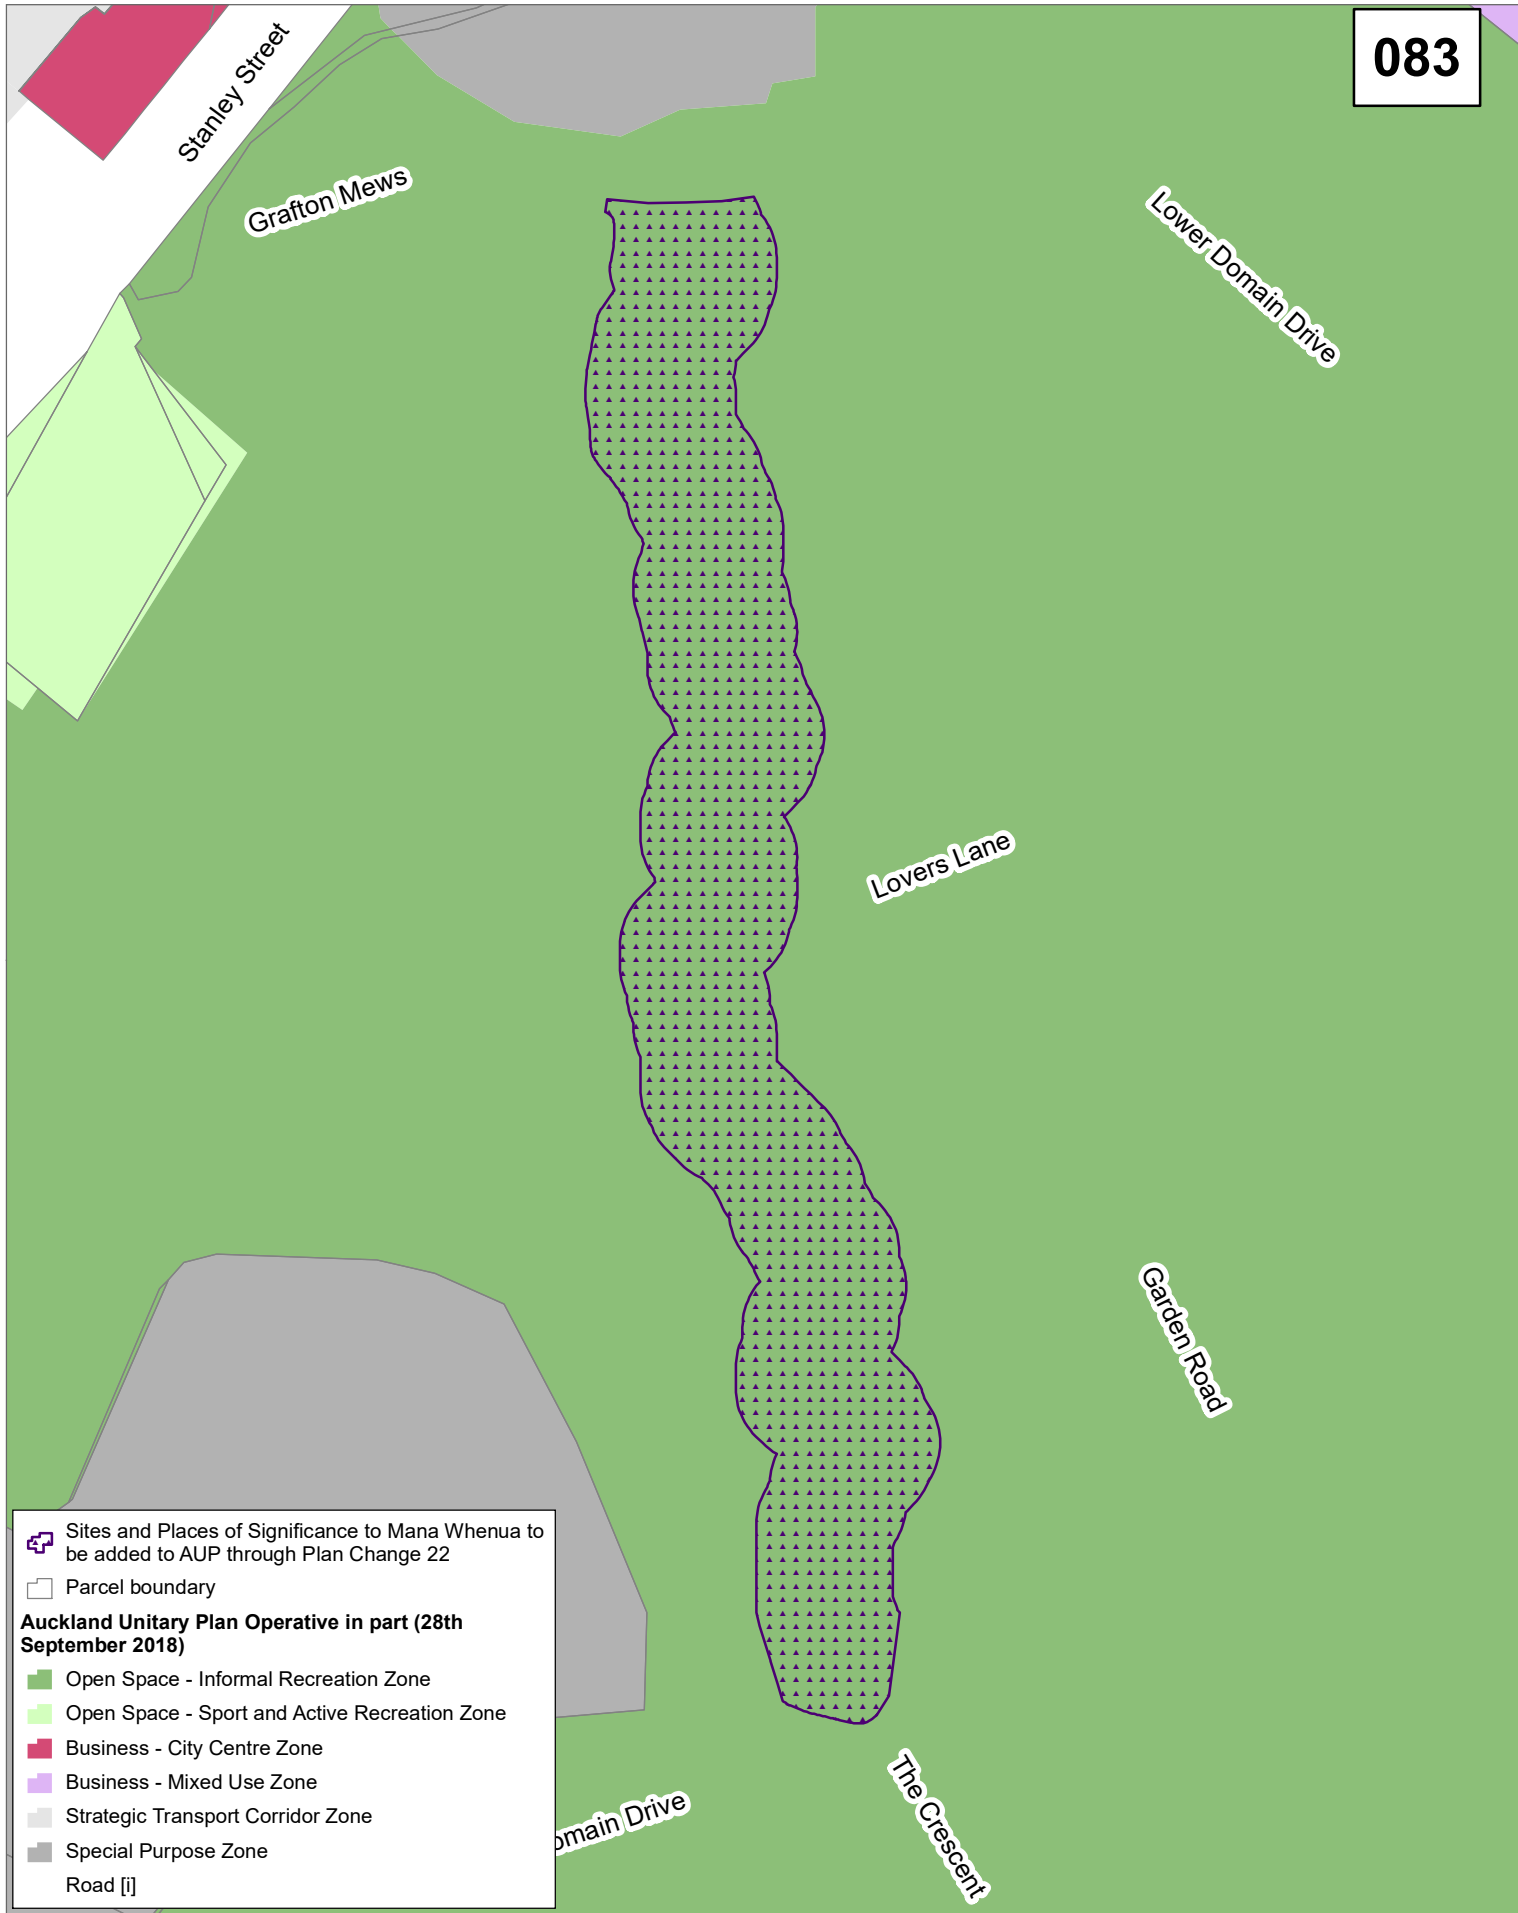 083
Stanley Street
Grafton Mews
Lower Domain Drive
Lovers Lane
Garden Road
Sites and Places of Significance to Mana Whenua to
be added to AUP through Plan Change 22
Parcel boundary
Auckland Unitary Plan Operative in part (28th
September 2018)
Open Space - Informal Recreation Zone
Open Space - Sport and Active Recreation Zone
Business - City Centre Zone
Business - Mixed Use Zone
Strategic Transport Corridor Zone
Special Purpose Zone
Road [i]
omain Drive
The Crescent